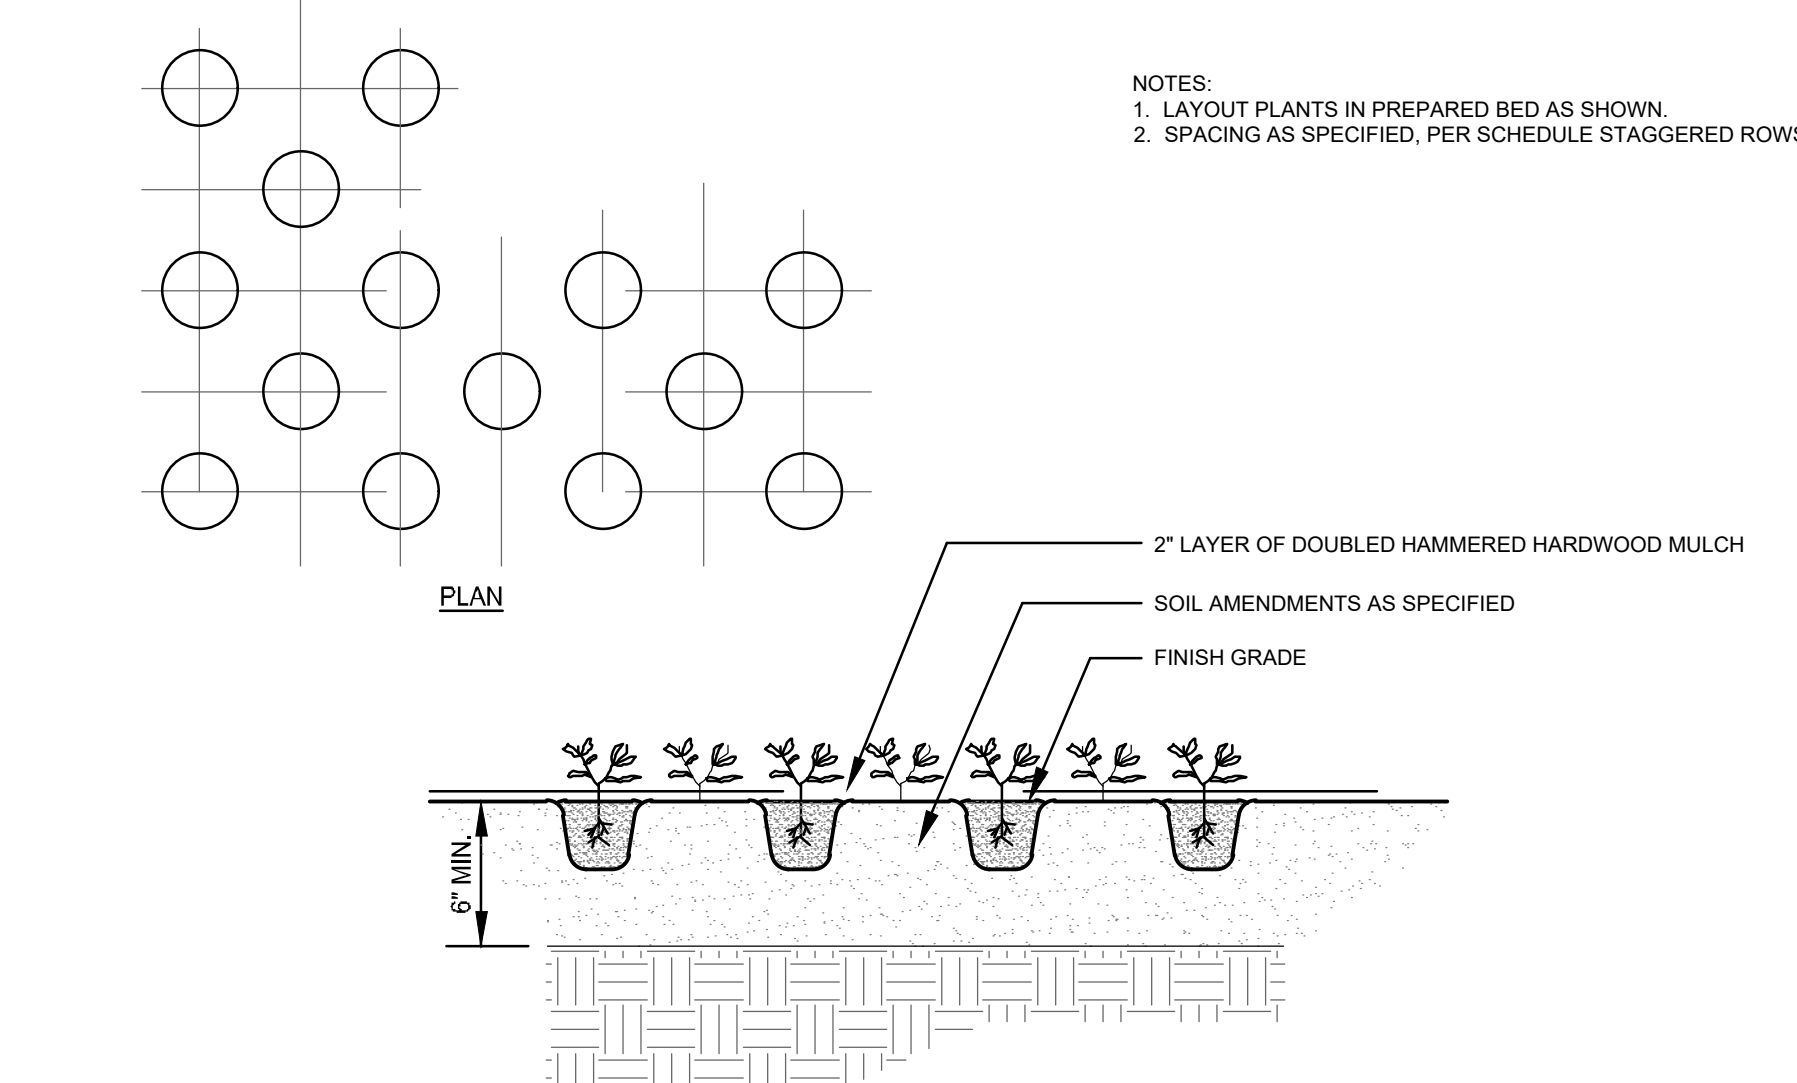 NOTES:
1. LAYOUT PLANTS IN PREPARED BED AS SHOWN.
2. SPACING AS SPECIFIED, PER SCHEDULE STAGGERED ROWS
PLAN
2" LAYER OF DOUBLED HAMMERED HARDWOOD MULCH
SOIL AMENDMENTS AS SPECIFIED
FINISH GRADE
6" MIN.